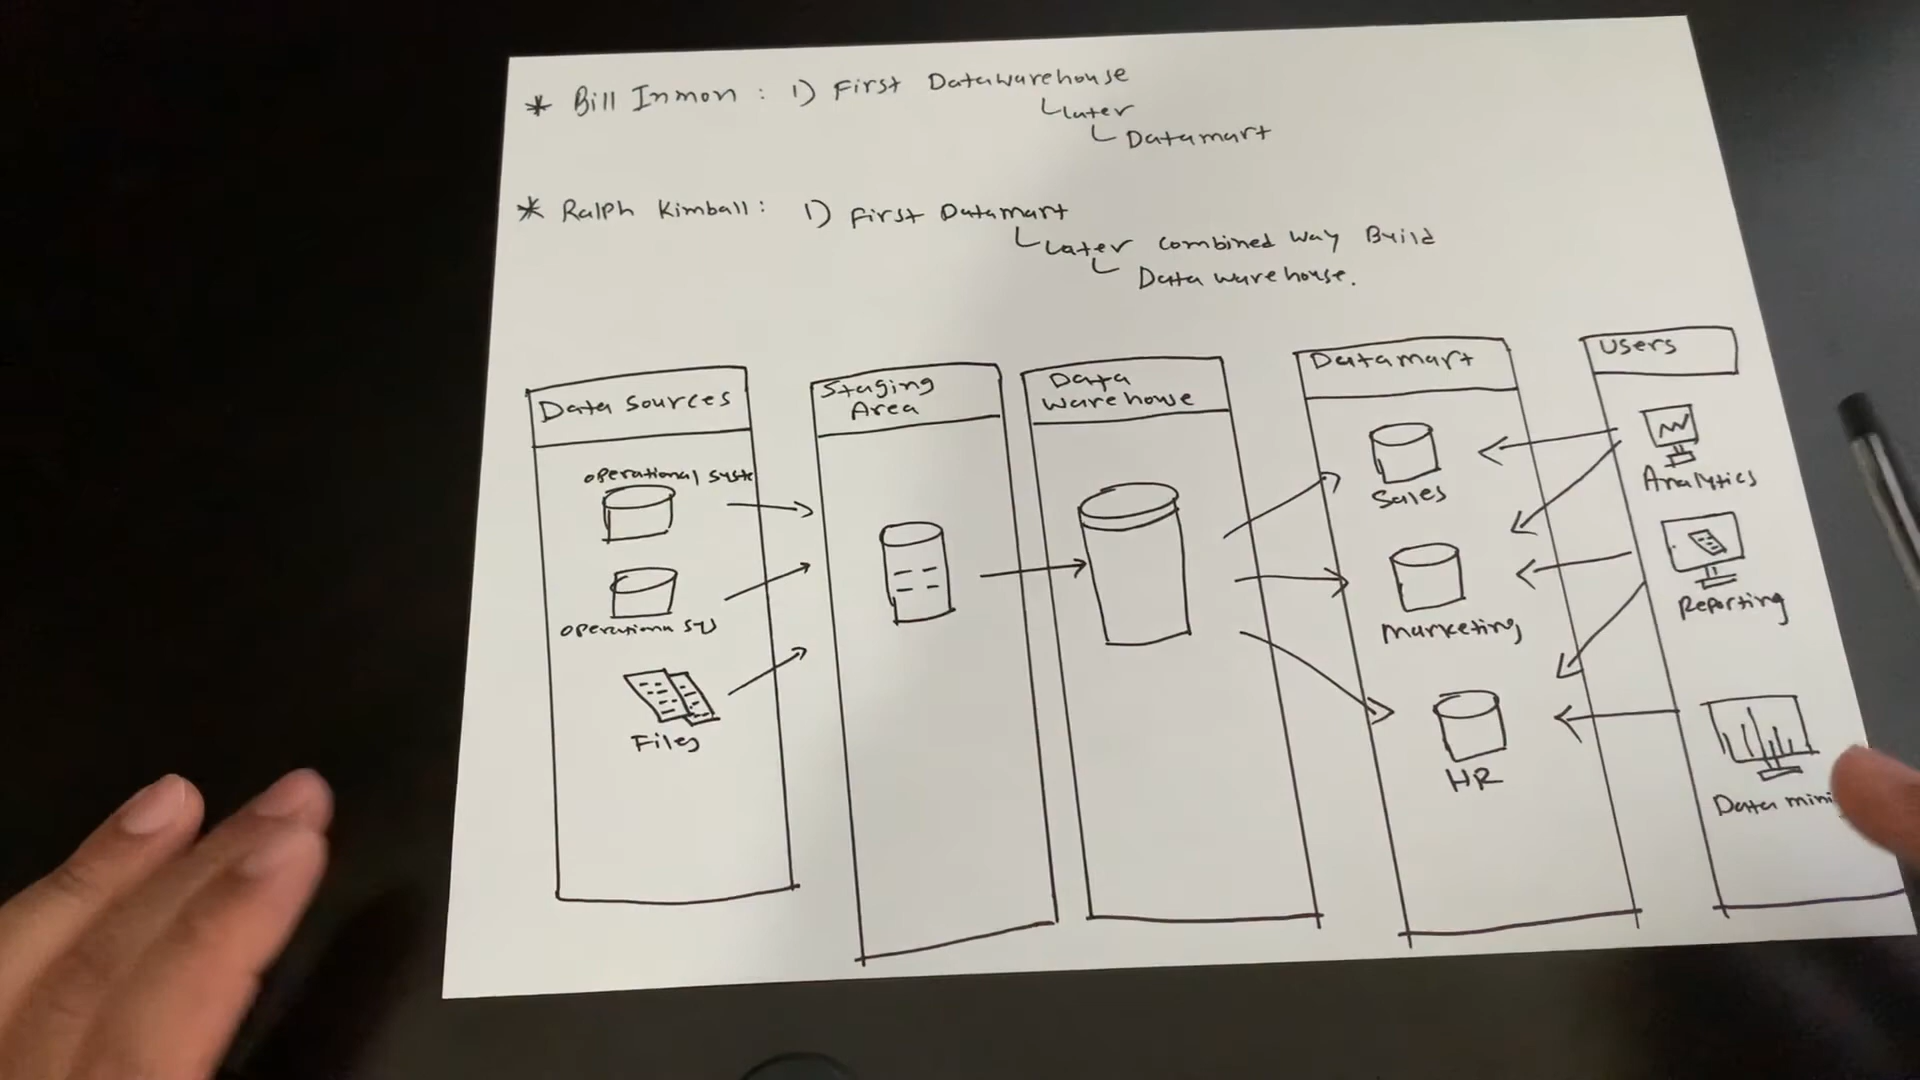 * Bill Inmon : 1) First Datawarehouse
later
Datamart
* Ralph Kimball : 1) First Datamart
Later combined way Build
Data warehouse.
Data sources
Staging
Area
Data
warehouse
Datamart
Users
operational syste
operationa sys
Files
Sales
Marketing
HR
Analytics
Reporting
Data mini